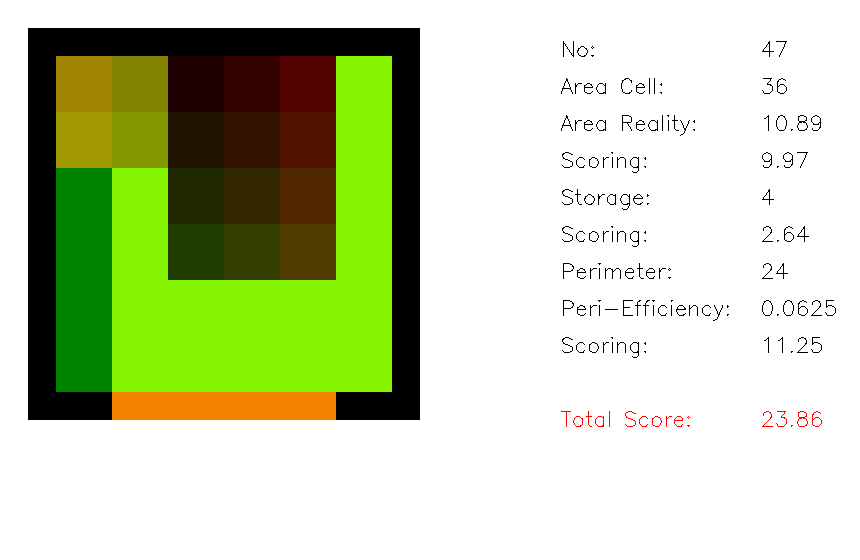 No: 47
Area Cell: 36
Area Reality: 10.89
Scoring: 9.97
Storage: 4
Scoring: 2.64
Perimeter: 24
Peri-Efficiency: 0.0625
Scoring: 11.25
Total Score: 23.86